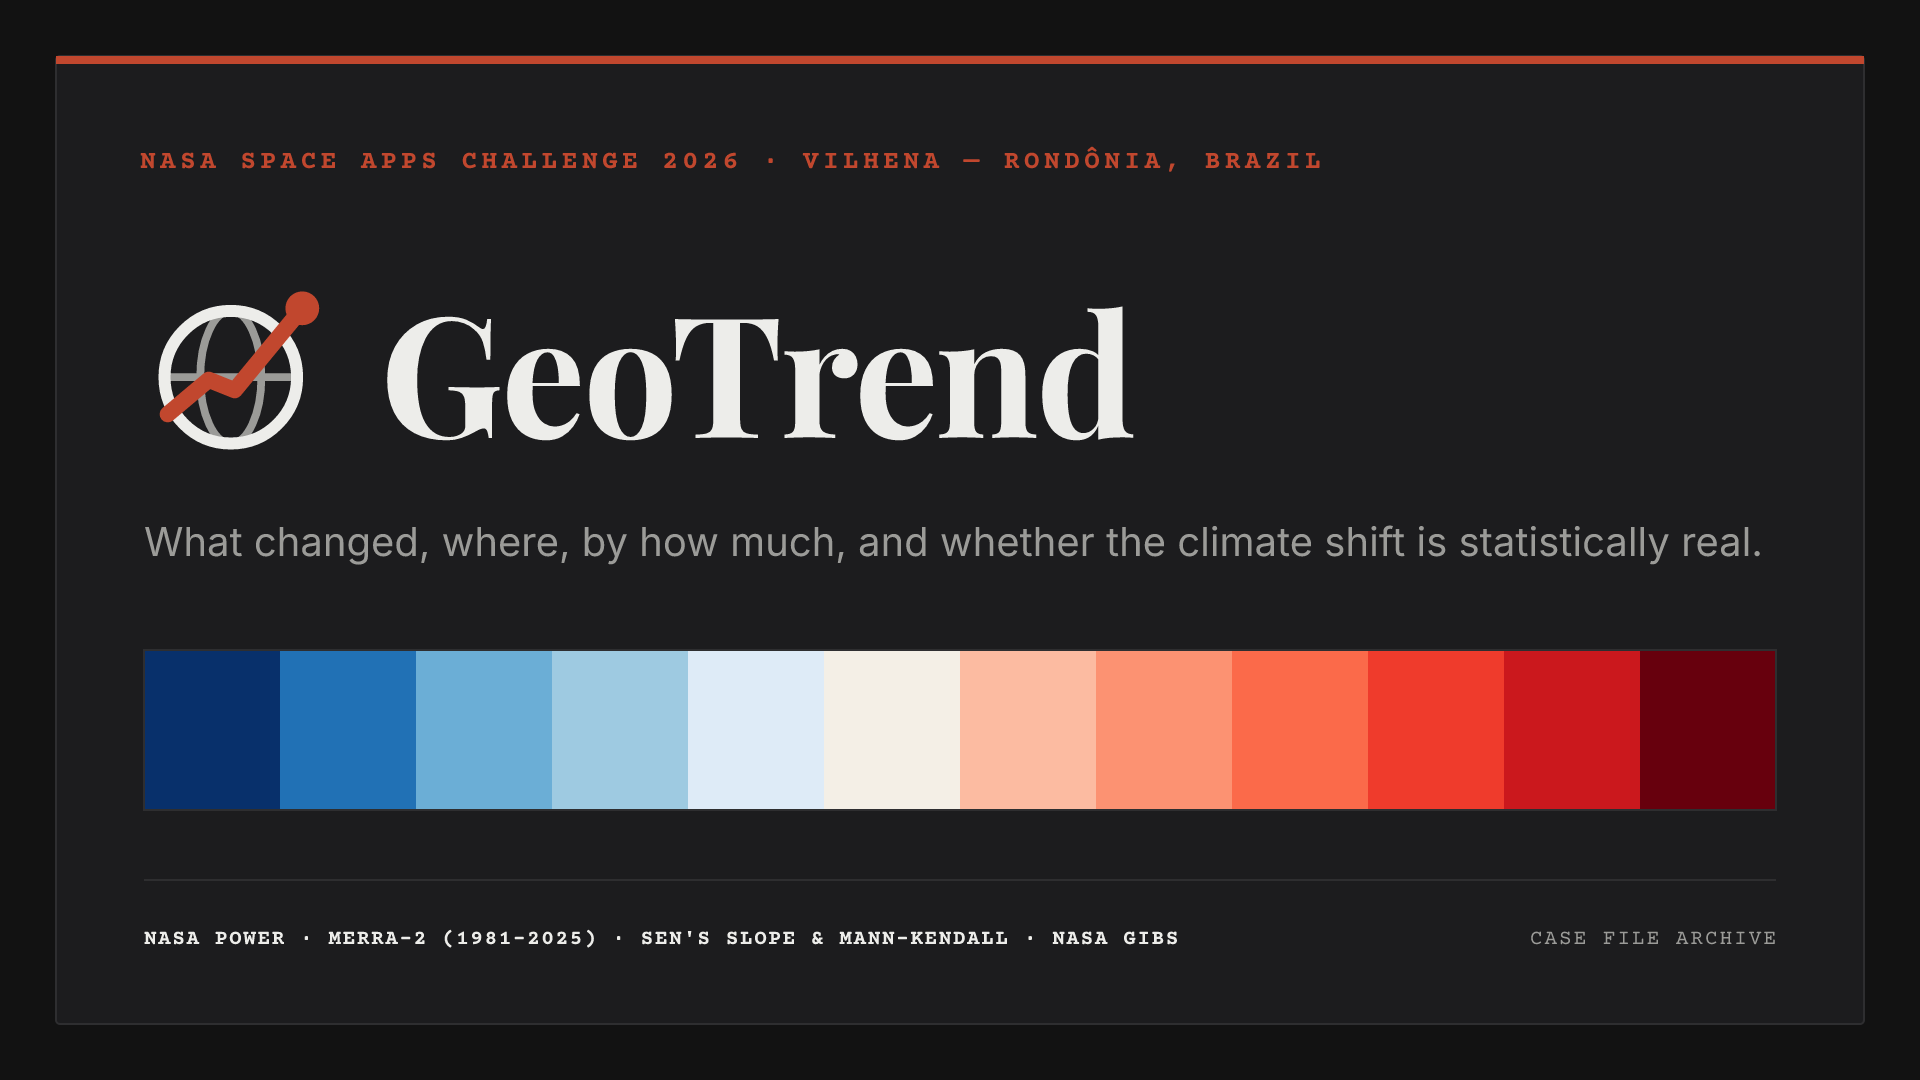 NASA SPACE APPS CHALLENGE 2026 · VILHENA — RONDÔNIA, BRAZIL
GeoTrend
What changed, where, by how much, and whether the climate shift is statistically real.
NASA POWER · MERRA-2 (1981-2025) · SEN'S SLOPE & MANN-KENDALL · NASA GIBS
CASE FILE ARCHIVE